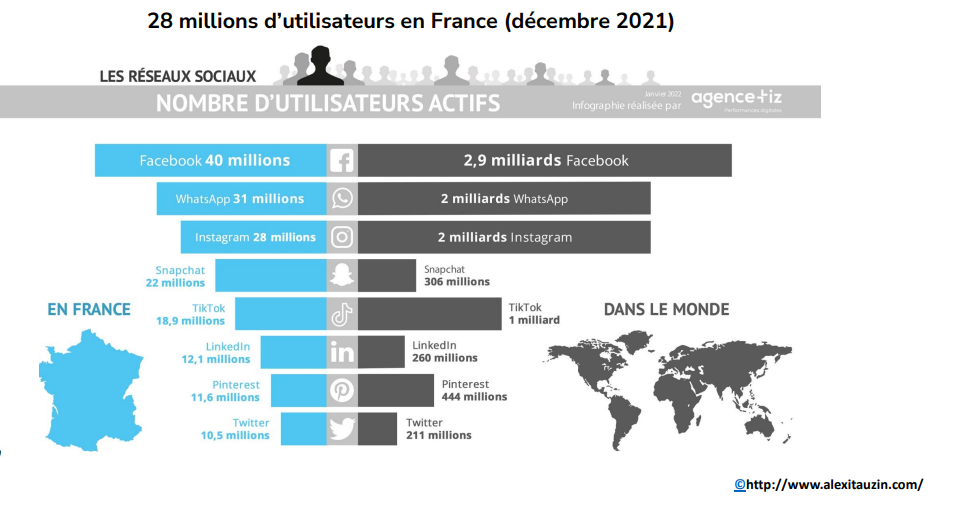 28 millions d’utilisateurs en France (décembre 2021)
LES RÉSEAUX SOCIAUX
NOMBRE D’UTILISATEURS ACTIFS
Janvier 2022
Infographie réalisée par
agence tiz
Performances digitales
Facebook 40 millions
2,9 milliards Facebook
WhatsApp 31 millions
2 milliards WhatsApp
Instagram 28 millions
2 milliards Instagram
Snapchat
22 millions
Snapchat
306 millions
EN FRANCE
TikTok
18,9 millions
TikTok
1 milliard
DANS LE MONDE
LinkedIn
12,1 millions
in
LinkedIn
260 millions
Pinterest
11,6 millions
Pinterest
444 millions
Twitter
10,5 millions
Twitter
211 millions
©http://www.alexitauzin.com/